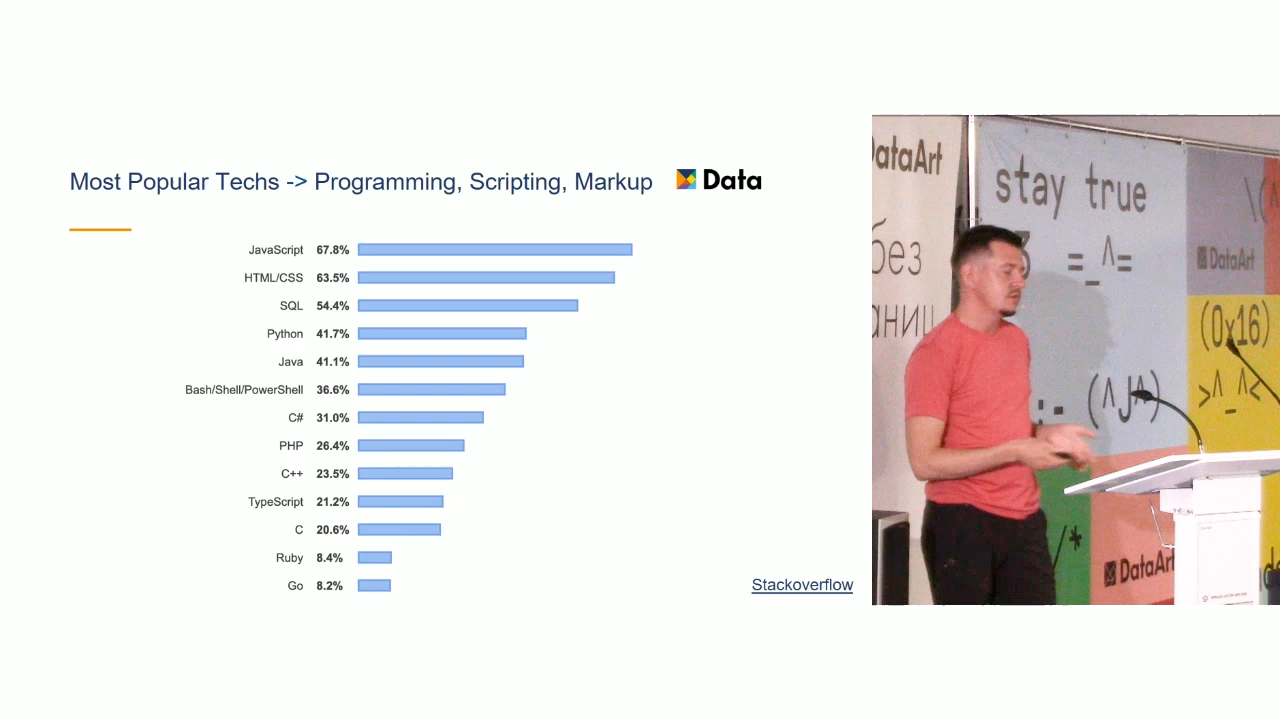 Most Popular Techs -> Programming, Scripting, Markup
Data
JavaScript 67.8%
HTML/CSS 63.5%
SQL 54.4%
Python 41.7%
Java 41.1%
Bash/Shell/PowerShell 36.6%
C# 31.0%
PHP 26.4%
C++ 23.5%
TypeScript 21.2%
C 20.6%
Ruby 8.4%
Go 8.2%
Stackoverflow
DataArt
без
stay true
=_^=
DataArt
(0x16)
>^_^<
:- (^J^)
/*
DataArt